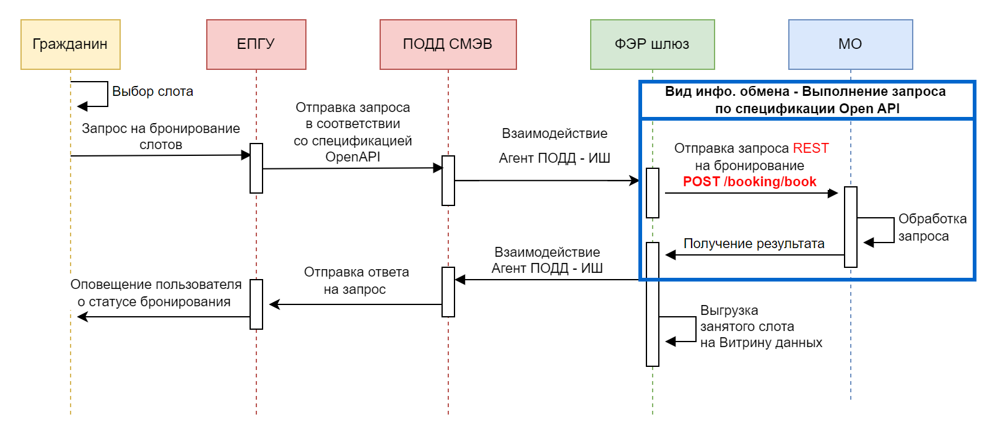 Гражданин
ЕПГУ
ПОДД СМЭВ
ФЭР шлюз
МО
Выбор слота
Запрос на бронирование
слотов
Отправка запроса
в соответствии
со спецификацией
OpenAPI
Взаимодействие
Агент ПОДД - ИШ
Вид инфо. обмена - Выполнение запроса
по спецификации Open API
Отправка запроса REST
на бронирование
POST /booking/book
Обработка
запроса
Получение результата
Взаимодействие
Агент ПОДД - ИШ
Отправка ответа
на запрос
Оповещение пользователя
о статусе бронирования
Выгрузка
занятого слота
на Витрину данных